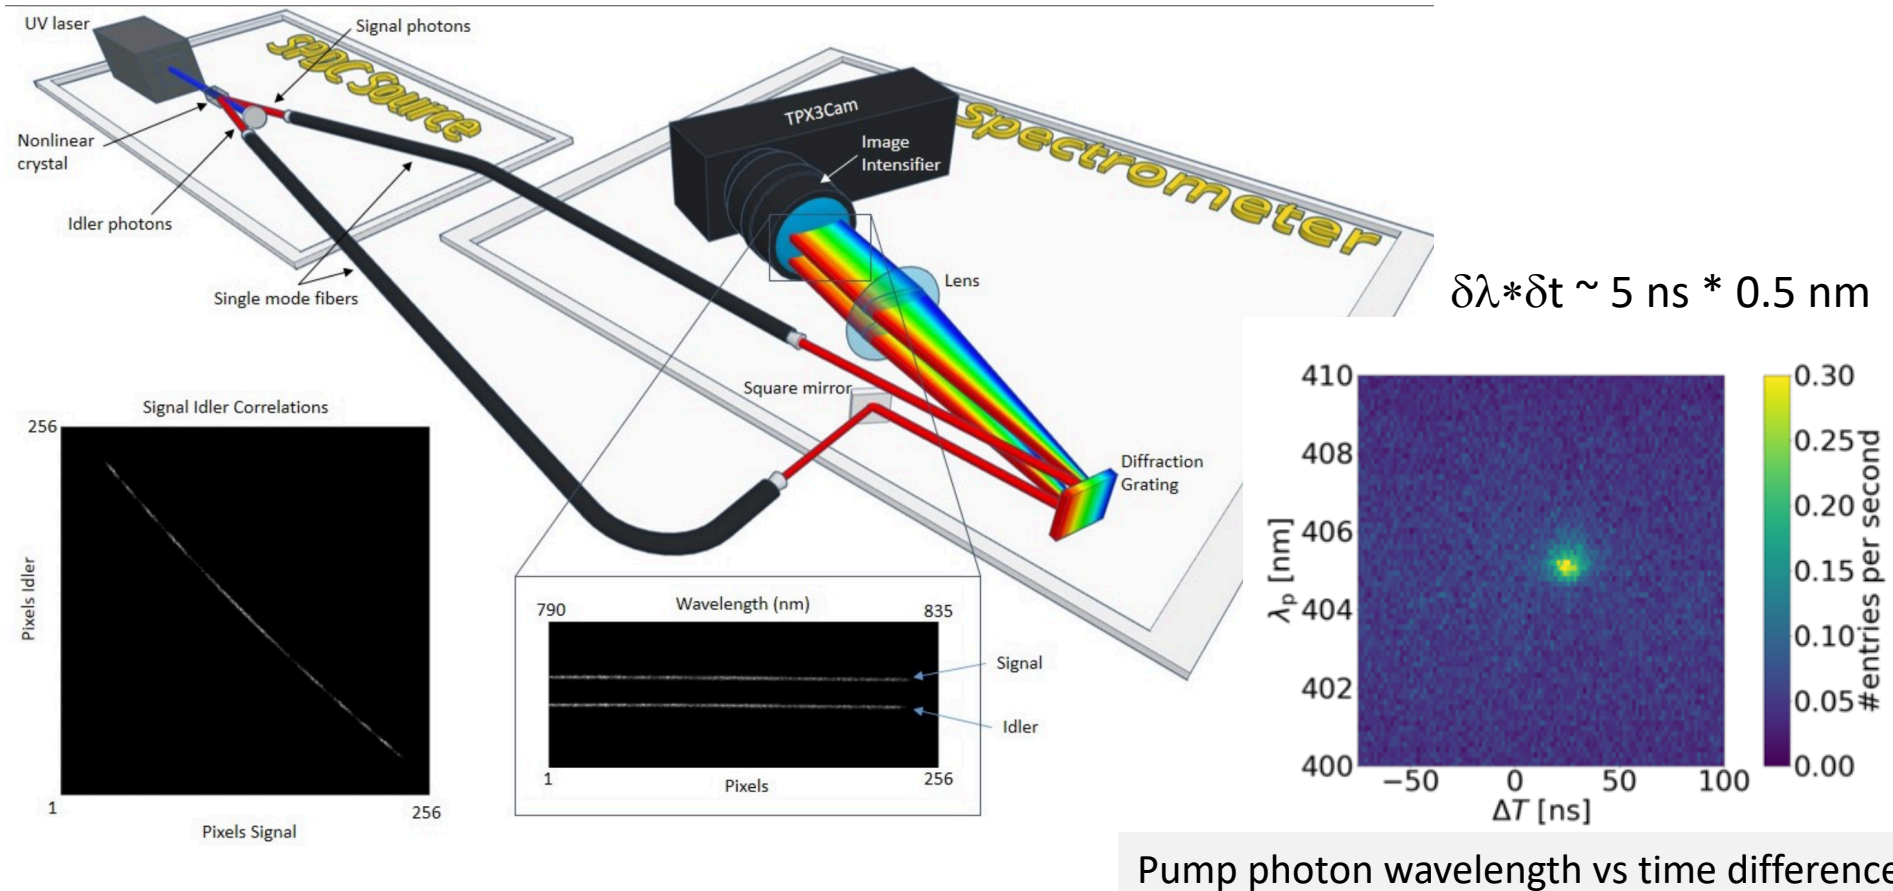 UV laser
Signal photons
SPDC Source
Nonlinear
crystal
Idler photons
Single mode fibers
TPX3Cam
Image
Intensifier
Spectrometer
Lens
Square mirror
Diffraction
Grating
δλ*δt ~ 5 ns * 0.5 nm
Signal Idler Correlations
256
Pixels Idler
1
256
Pixels Signal
790
Wavelength (nm)
835
Signal
Idler
1
256
Pixels
410
408
406
404
402
400
λp [nm]
−50
0
50
100
ΔT [ns]
0.30
0.25
0.20
0.15
0.10
0.05
0.00
#entries per second
Pump photon wavelength vs time difference